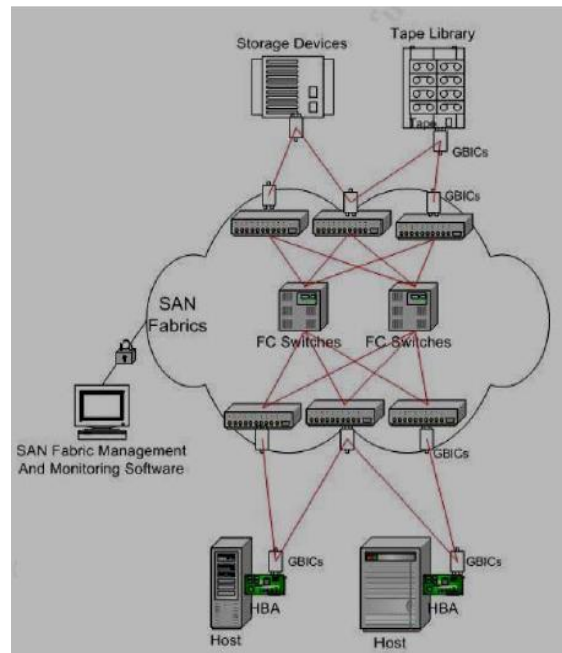 Storage Devices
Tape Library
Tape
GBICs
GBICs
SAN
Fabrics
FC Switches
FC Switches
SAN Fabric Management
And Monitoring Software
GBICs
GBICs
GBICs
HBA
HBA
Host
Host